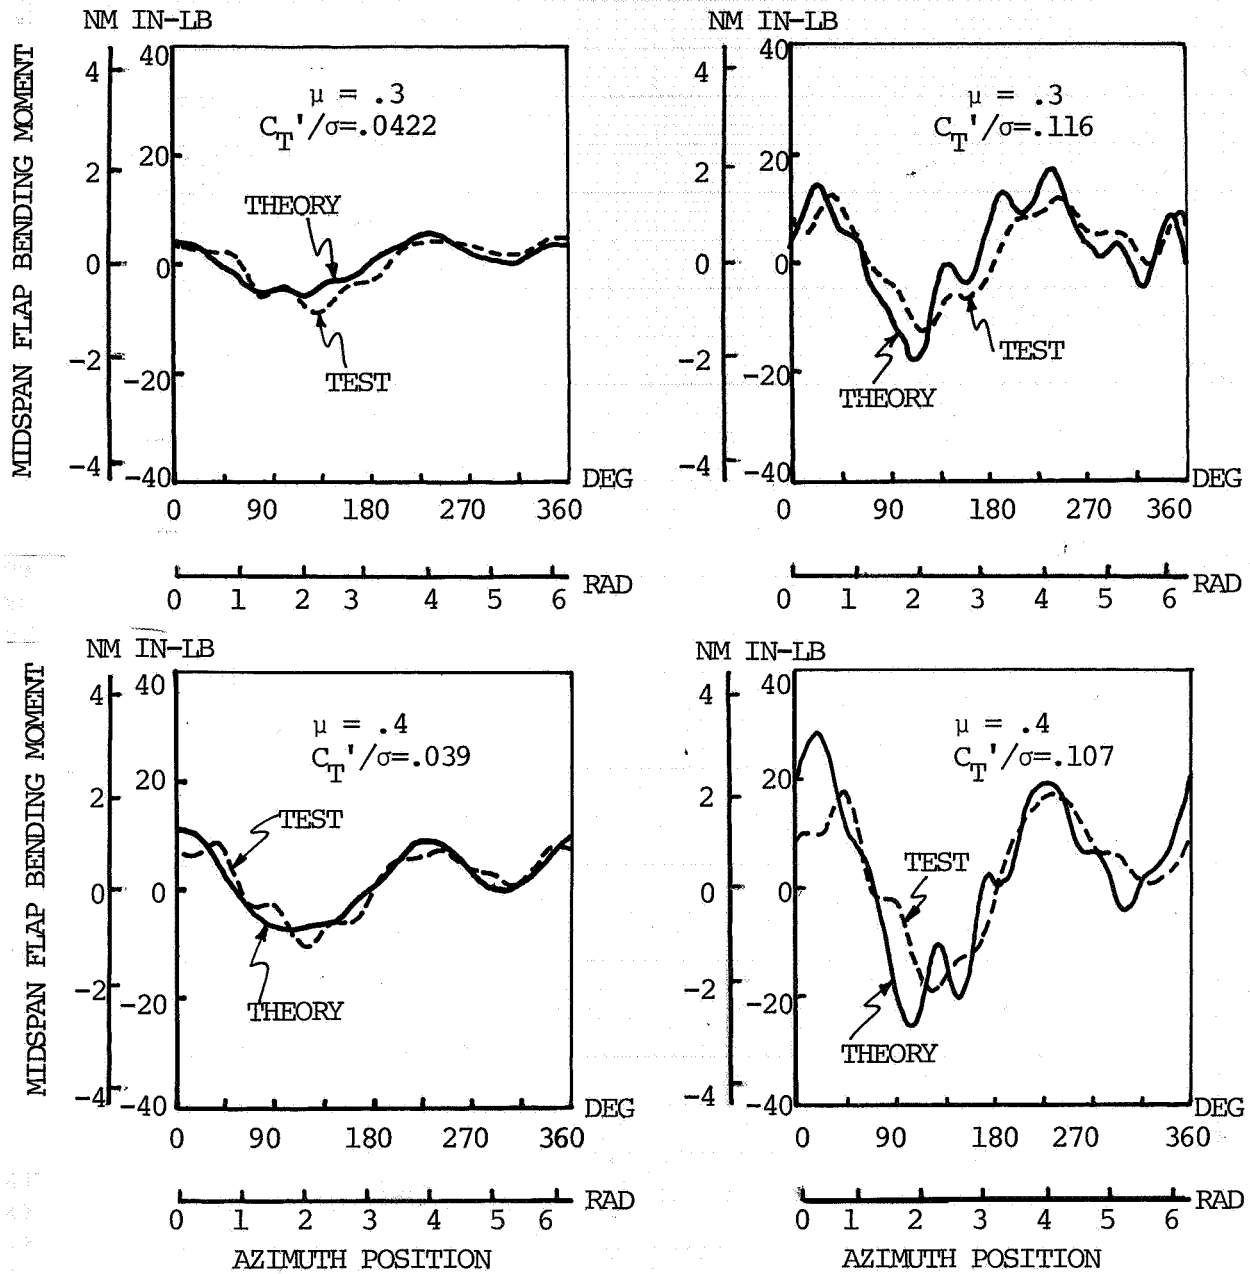 NM IN-LB
MIDSPAN FLAP BENDING MOMENT
4
2
0
-2
-4
40
20
0
-20
-40
μ = .3
C_T'/σ=.0422
THEORY
TEST
DEG
0 90 180 270 360
RAD
0 1 2 3 4 5 6
NM IN-LB
4
2
0
-2
-4
40
20
0
-20
-40
μ = .3
C_T'/σ=.116
TEST
THEORY
DEG
0 90 180 270 360
RAD
0 1 2 3 4 5 6
NM IN-LB
MIDSPAN FLAP BENDING MOMENT
4
2
0
-2
-4
40
20
0
-20
-40
μ = .4
C_T'/σ=.039
TEST
THEORY
DEG
0 90 180 270 360
RAD
0 1 2 3 4 5 6
AZIMUTH POSITION
NM IN-LB
4
2
0
-2
-4
40
20
0
-20
-40
μ = .4
C_T'/σ=.107
TEST
THEORY
DEG
0 90 180 270 360
RAD
0 1 2 3 4 5 6
AZIMUTH POSITION